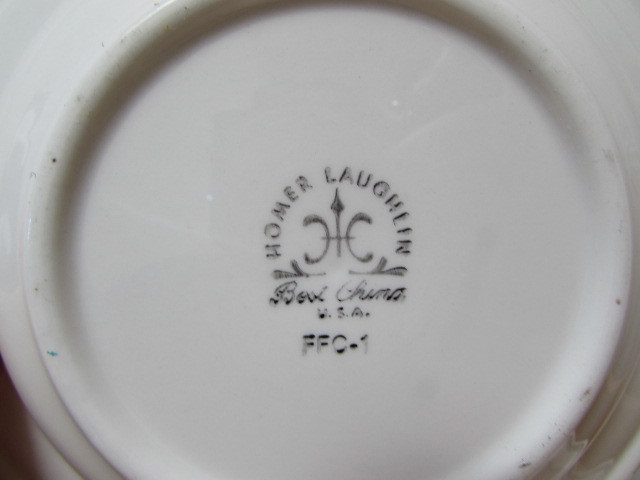 HOMER LAUGHLIN
Best China
U.S.A.
FFC-1